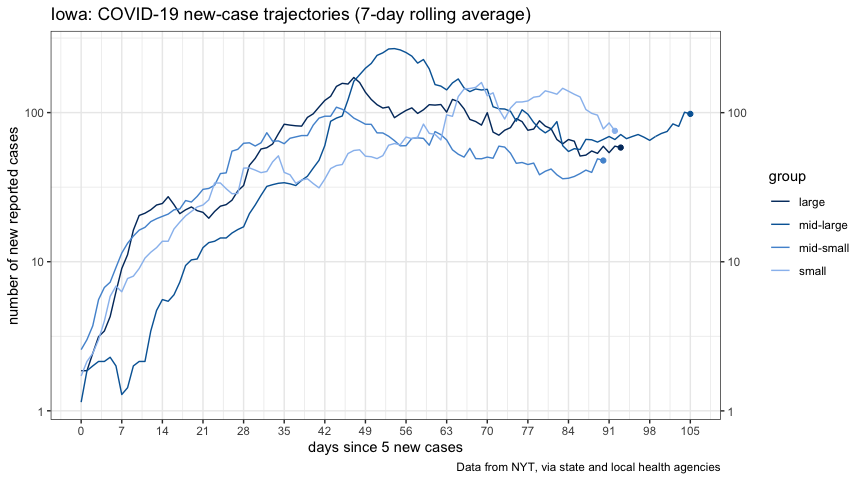 Iowa: COVID-19 new-case trajectories (7-day rolling average)
number of new reported cases
100
10
1
100
10
1
0 7 14 21 28 35 42 49 56 63 70 77 84 91 98 105
days since 5 new cases
group
large
mid-large
mid-small
small
Data from NYT, via state and local health agencies